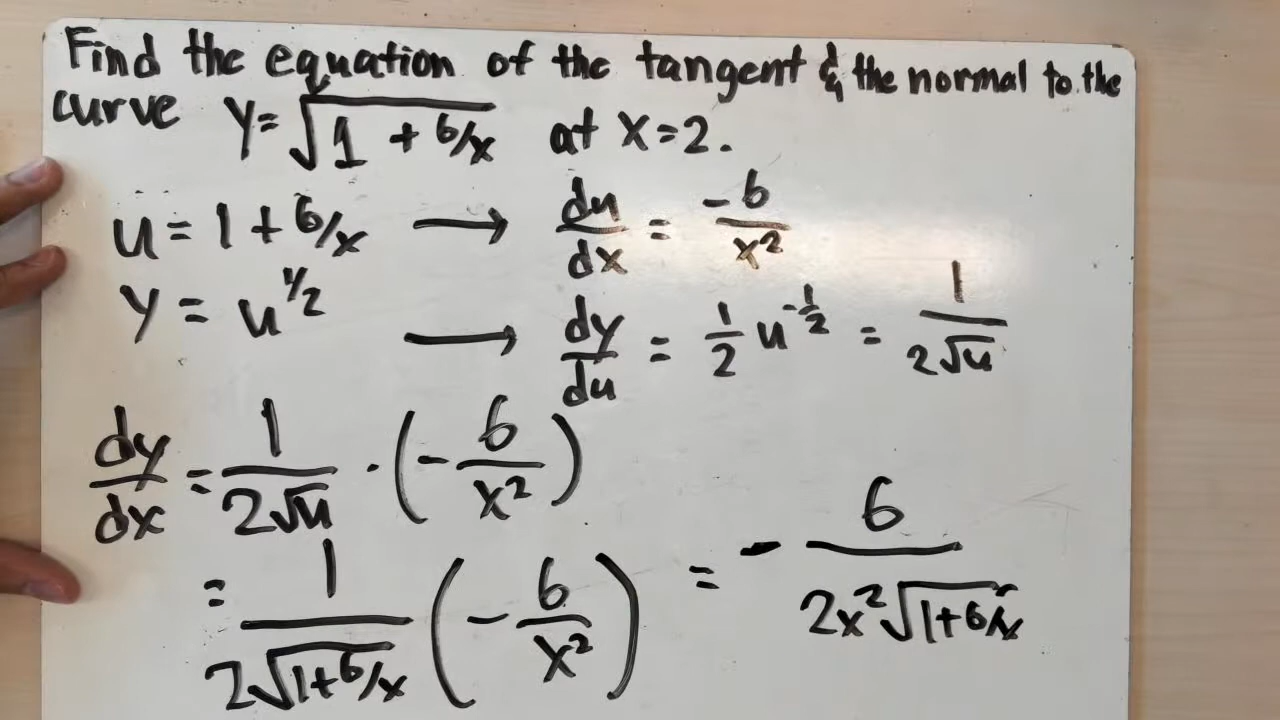 Find the equation of the tangent & the normal to the
curve y = √(1 + 6/x) at x = 2.
u = 1 + 6/x → du/dx = -6/x²
y = u^(1/2) → dy/du = 1/2 u^(-1/2) = 1/(2√u)
dy/dx = 1/(2√u) · (-6/x²)
= 1/(2√(1+6/x)) (-6/x²) = - 6/(2x²√(1+6/x))